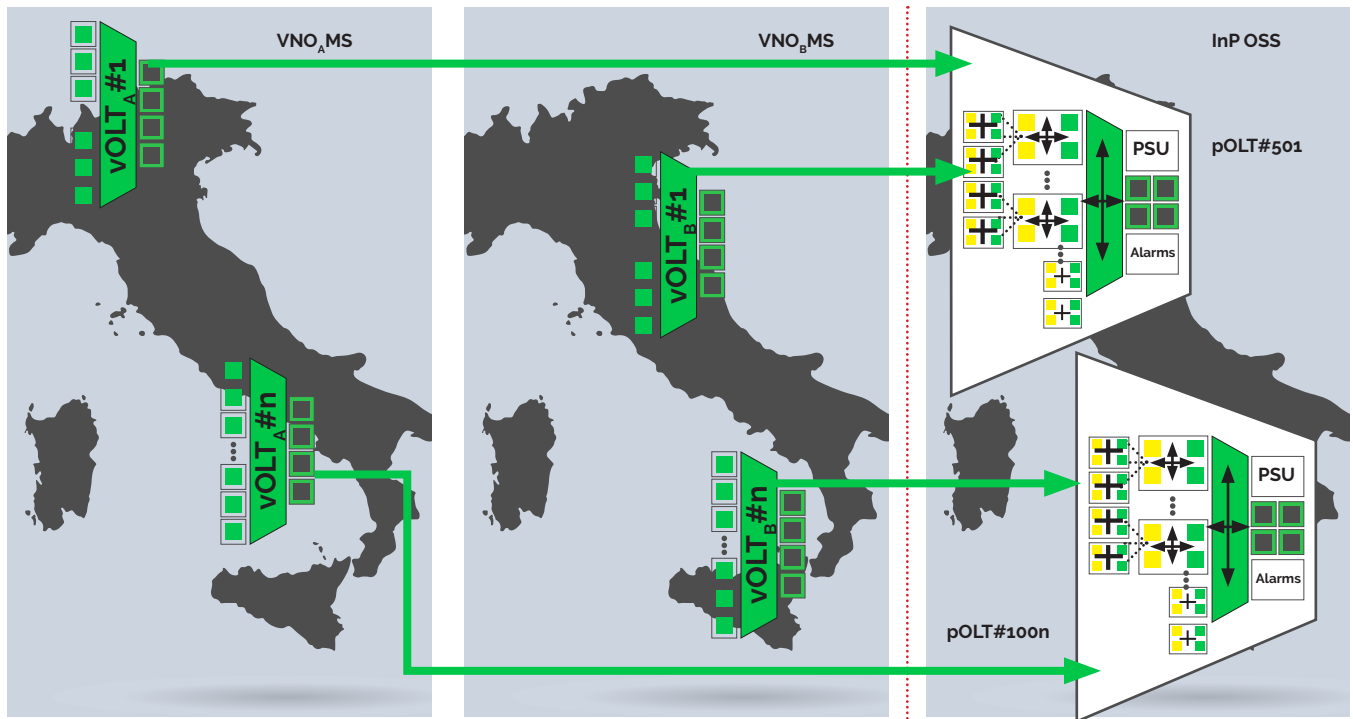 VNOAMS
vOLTA#1
vOLTA#n
VNOBMS
vOLTB#1
vOLTB#n
InP OSS
pOLT#501
PSU
Alarms
pOLT#100n
PSU
Alarms